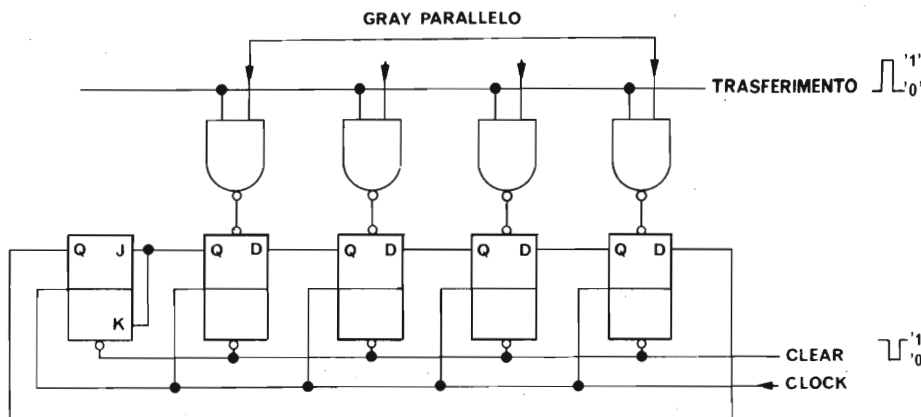 GRAY PARALLELO
TRASFERIMENTO '1' '0'
Q J Q D Q D Q D Q D
K
CLEAR '1' '0'
CLOCK